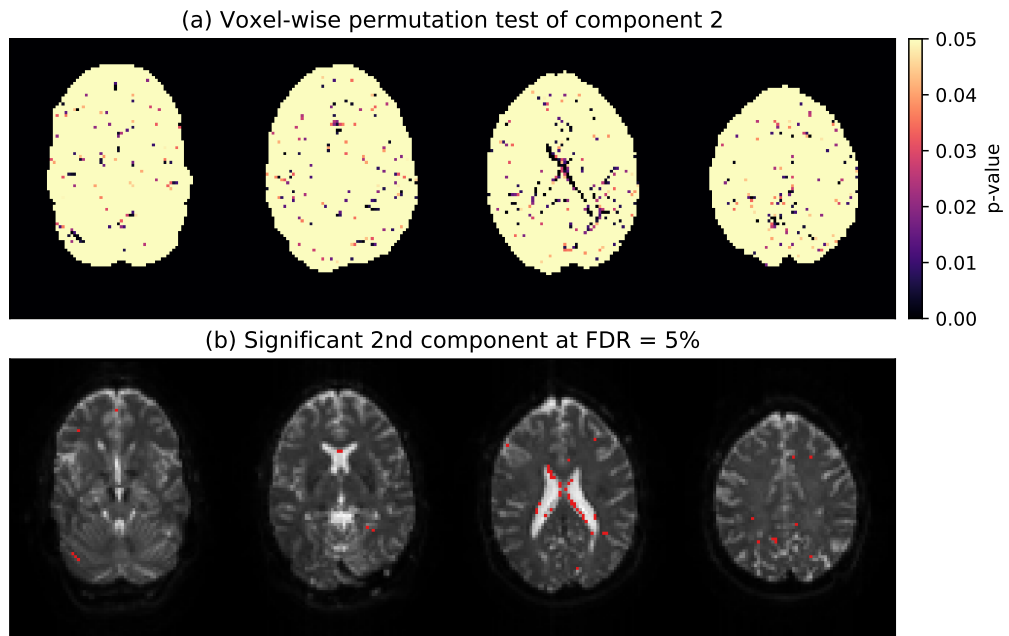 (a) Voxel-wise permutation test of component 2
0.05
0.04
0.03
0.02
0.01
0.00
p-value
(b) Significant 2nd component at FDR = 5%